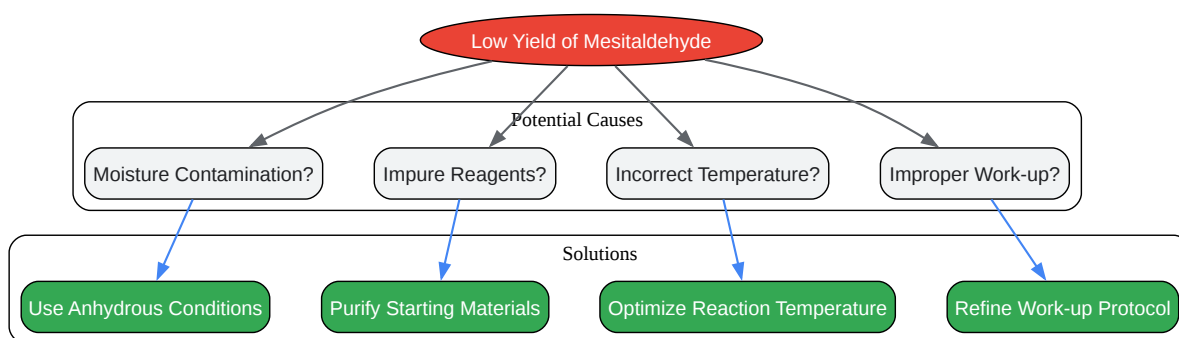 Low Yield of Mesitaldehyde
Potential Causes
Moisture Contamination?
Impure Reagents?
Incorrect Temperature?
Improper Work-up?
Solutions
Use Anhydrous Conditions
Purify Starting Materials
Optimize Reaction Temperature
Refine Work-up Protocol